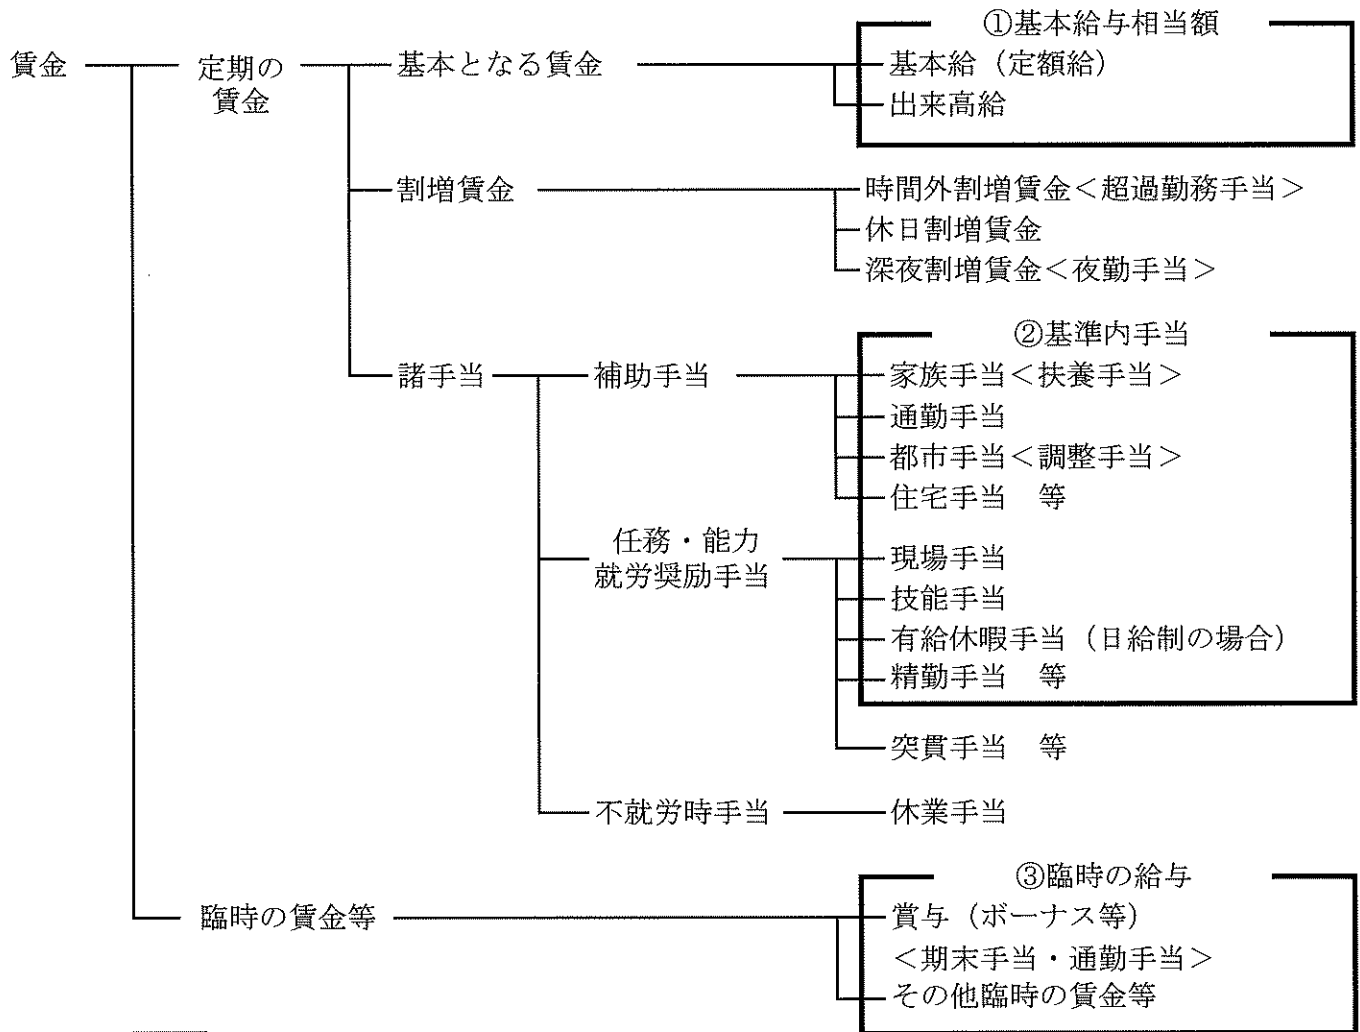 ①基本給与相当額
賃金
定期の
賃金
基本となる賃金
基本給（定額給）
出来高給
割増賃金
時間外割増賃金＜超過勤務手当＞
休日割増賃金
深夜割増賃金＜夜勤手当＞
②基準内手当
諸手当
補助手当
家族手当＜扶養手当＞
通勤手当
都市手当＜調整手当＞
住宅手当　等
任務・能力
就労奨励手当
現場手当
技能手当
有給休暇手当（日給制の場合）
精勤手当　等
突貫手当　等
不就労時手当
休業手当
③臨時の給与
臨時の賃金等
賞与（ボーナス等）
＜期末手当・通勤手当＞
その他臨時の賃金等